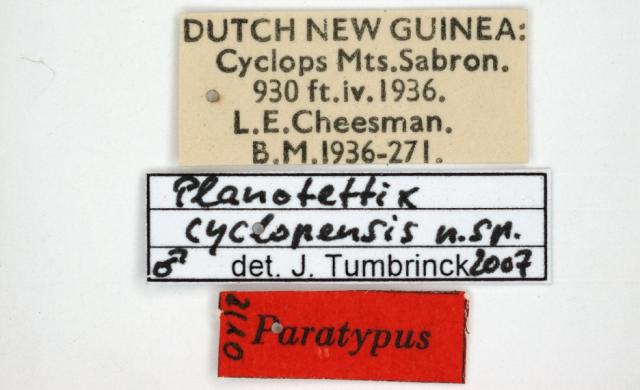 DUTCH NEW GUINEA:
Cyclops Mts.Sabron.
930 ft.iv.1936.
L.E.Cheesman.
B.M.1936-271.
Planotettix
cyclopensis n.sp.
♂ det. J. Tumbrinck 2007
Paratypus